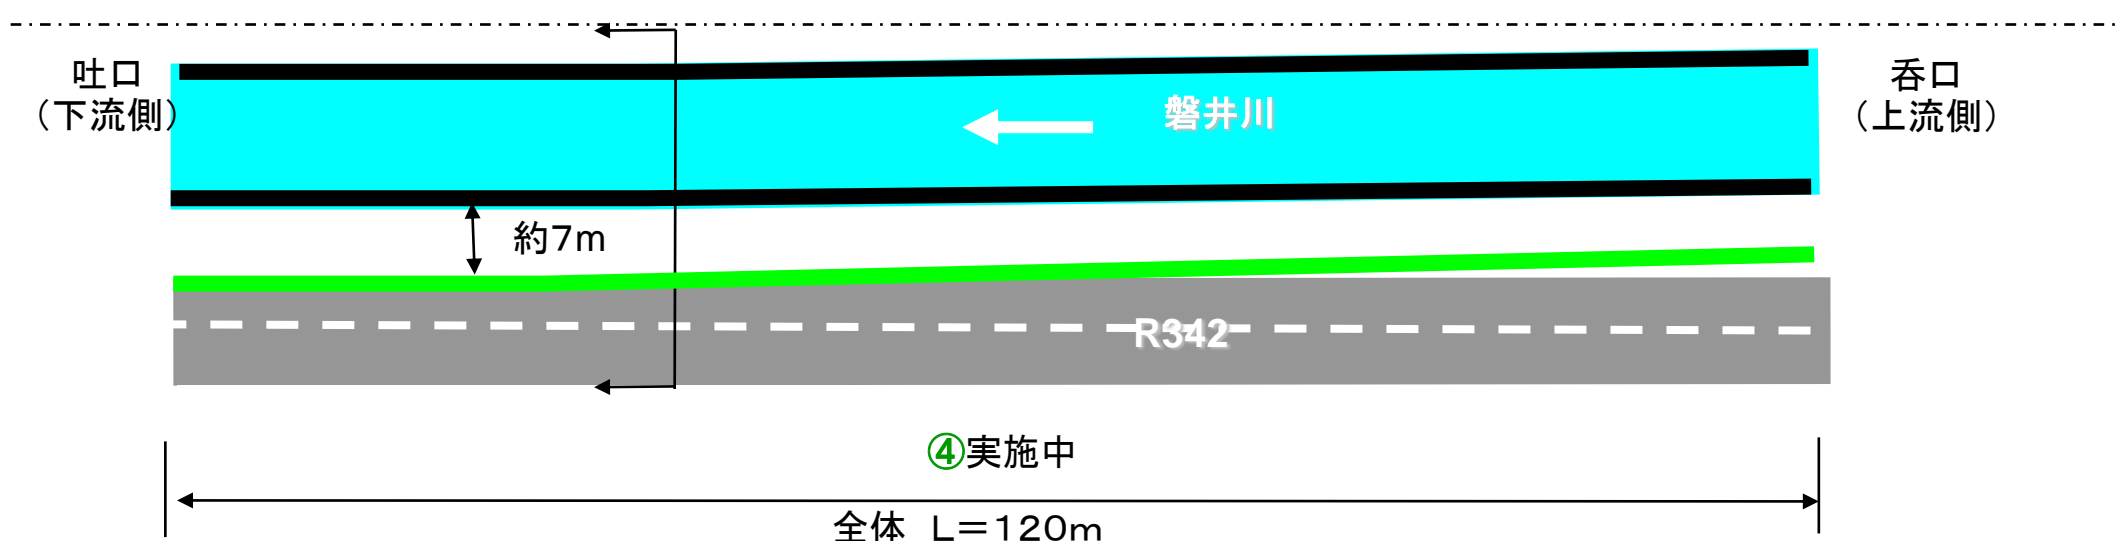 吐口
（下流側）
磐井川
呑口
（上流側）
約7m
R342
④実施中
全体　L＝120m